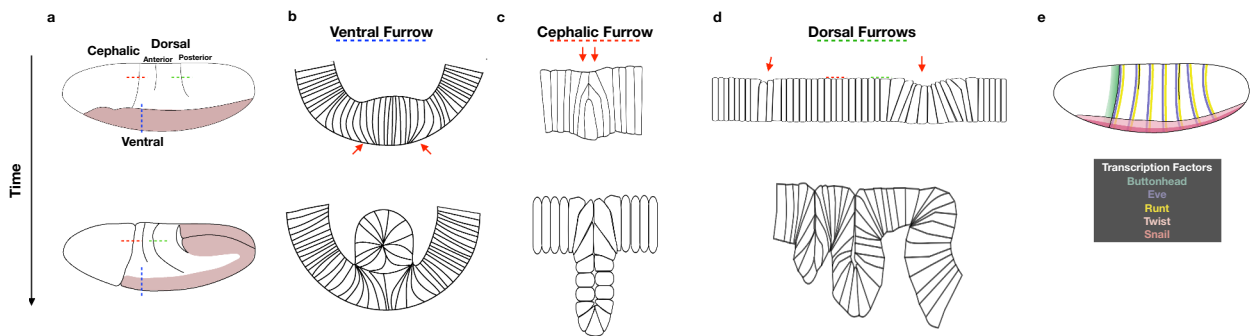 a
b
c
d
e
Ventral Furrow
Cephalic Furrow
Dorsal Furrows
Dorsal
Cephalic
Anterior
Posterior
Ventral
Time
Transcription Factors
Buttonhead
Eve
Runt
Twist
Snail